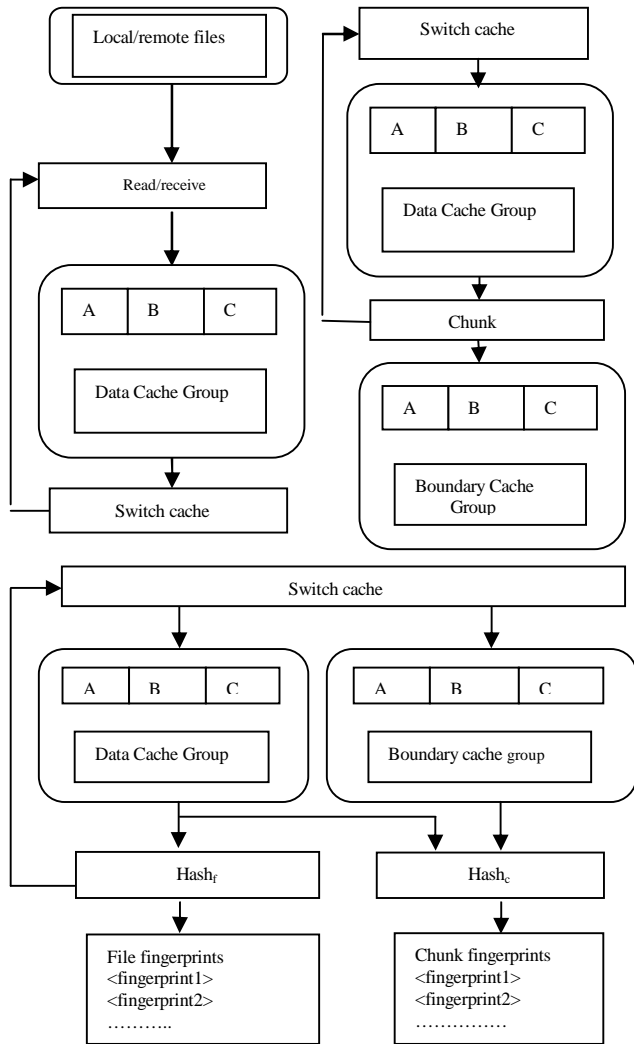 Local/remote files
Read/receive
A B C
Data Cache Group
Switch cache
Switch cache
A B C
Data Cache Group
Chunk
A B C
Boundary Cache
Group
Switch cache
A B C
Data Cache Group
A B C
Boundary cache group
Hashf
Hashc
File fingerprints
<fingerprint1>
<fingerprint2>
………..
Chunk fingerprints
<fingerprint1>
<fingerprint2>
……………